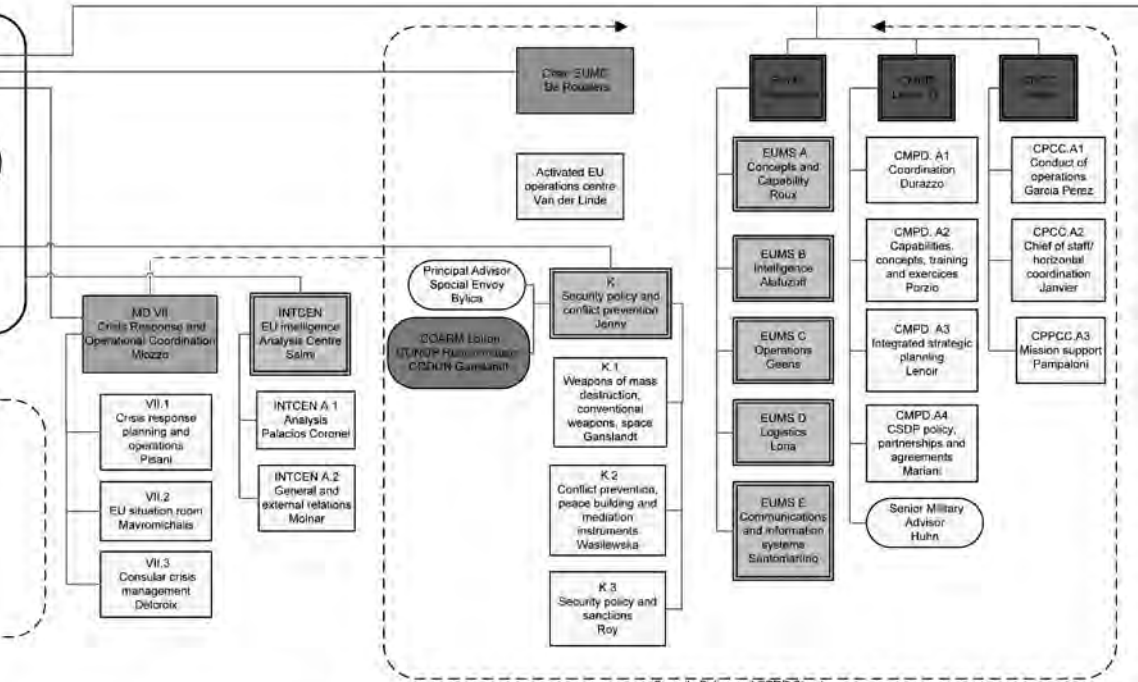 Chair EUMC
De Rousiers
EUMS
CMPD
CPCC
Activated EU
operations centre
Van der Linde
EUMS A
Concepts and
Capability
Roux
CMPD. A1
Coordination
Durazzo
CPCC.A1
Conduct of
operations
Garcia Perez
EUMS B
Intelligence
Alafuzoff
CMPD. A2
Capabilities,
concepts, training
and exercices
Porzio
CPCC.A2
Chief of staff/
horizontal
coordination
Janvier
Principal Advisor
Special Envoy
Bylica
K
Security policy and
conflict prevention
Jenny
MD VII
Crisis Response and
Operational Coordination
Miozzo
INTCEN
EU intelligence
Analysis Centre
Salmi
COARM
CODUN Ganslandt
EUMS C
Operations
Geens
CMPD. A3
Integrated strategic
planning
Lenoir
CPPCC.A3
Mission support
Pampaloni
K.1
Weapons of mass
destruction,
conventional
weapons, space
Ganslandt
VII.1
Crisis response
planning and
operations
Pisani
INTCEN A.1
Analysis
Palacios Coronel
EUMS D
Logistics
Loria
CMPD.A4
CSDP policy,
partnerships and
agreements
Mariani
VII.2
EU situation room
Mavromichalis
INTCEN A.2
General and
external relations
Molnar
K.2
Conflict prevention,
peace building and
mediation
instruments
Wasilewska
EUMS E
Communications
and information
systems
Santomartino
Senior Military
Advisor
Huhn
VII.3
Consular crisis
management
Delcroix
K.3
Security policy and
sanctions
Roy